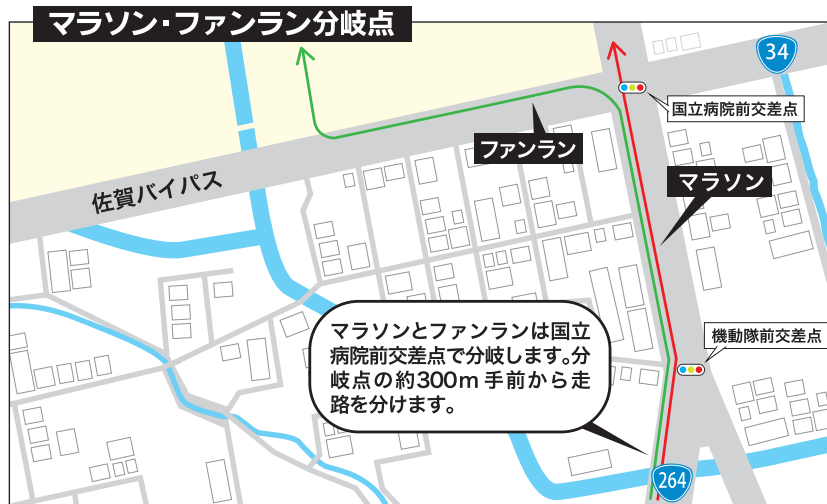 マラソン・ファンラン分岐点
34
国立病院前交差点
ファンラン
マラソン
佐賀バイパス
マラソンとファンランは国立
病院前交差点で分岐します。分
岐点の約300m手前から走
路を分けます。
機動隊前交差点
264